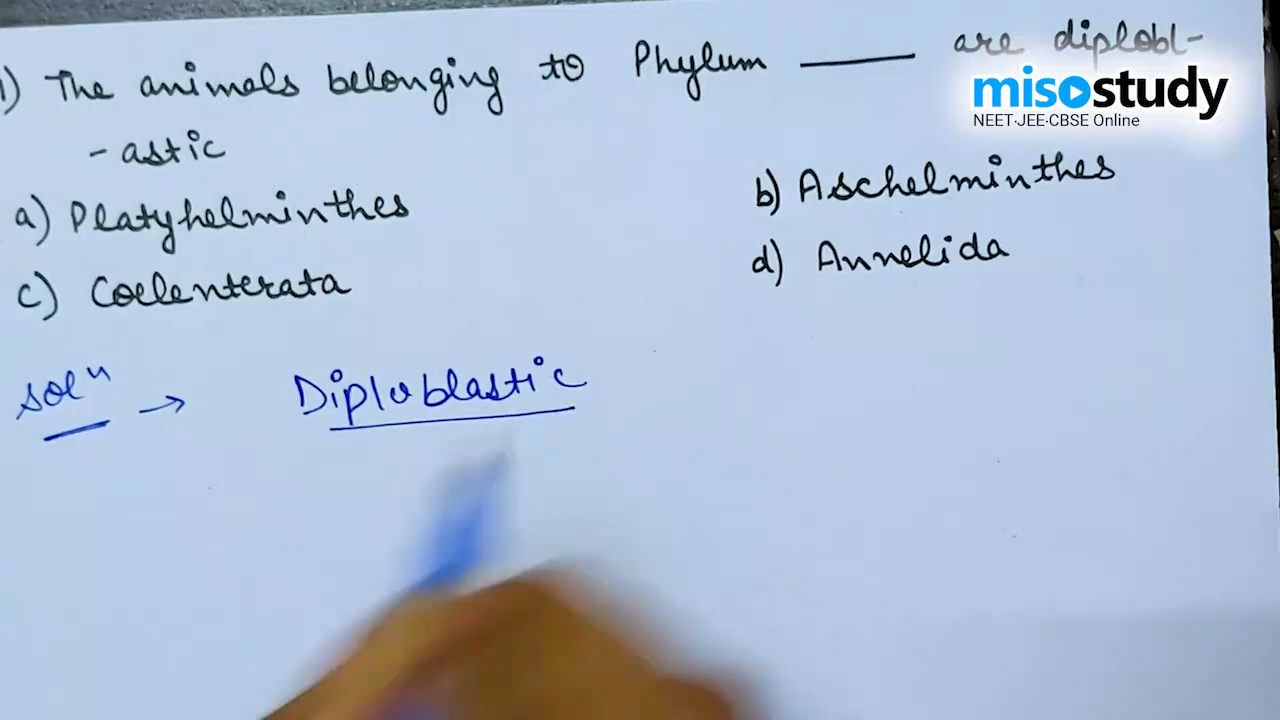 1) The animals belonging to Phylum ____ are diplobl-
-astic
a) Platyhelminthes
b) Aschelminthes
c) Coelenterata
d) Annelida
Solⁿ → Diploblastic
misostudy
NEET·JEE·CBSE Online